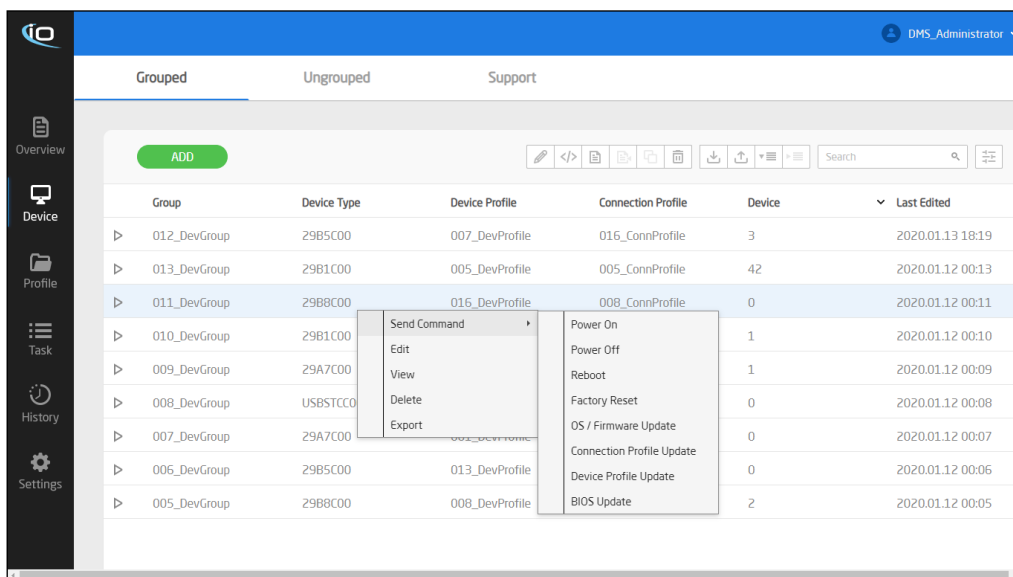 iO
DMS_Administrator
Grouped Ungrouped Support
Overview
Device
Profile
Task
History
Settings
ADD
</> Search
Group Device Type Device Profile Connection Profile Device Last Edited
012_DevGroup 29B5C00 007_DevProfile 016_ConnProfile 3 2020.01.13 18:19
013_DevGroup 29B1C00 005_DevProfile 005_ConnProfile 42 2020.01.12 00:13
011_DevGroup 29B8C00 016_DevProfile 008_ConnProfile 0 2020.01.12 00:11
010_DevGroup 29B1C00 1 2020.01.12 00:10
009_DevGroup 29A7C00 1 2020.01.12 00:09
008_DevGroup USBSTCC0 0 2020.01.12 00:08
007_DevGroup 29A7C00 0 2020.01.12 00:07
006_DevGroup 29B5C00 013_DevProfile 0 2020.01.12 00:06
005_DevGroup 29B8C00 008_DevProfile 2 2020.01.12 00:05
Send Command
Edit
View
Delete
Export
Power On
Power Off
Reboot
Factory Reset
OS / Firmware Update
Connection Profile Update
Device Profile Update
BIOS Update